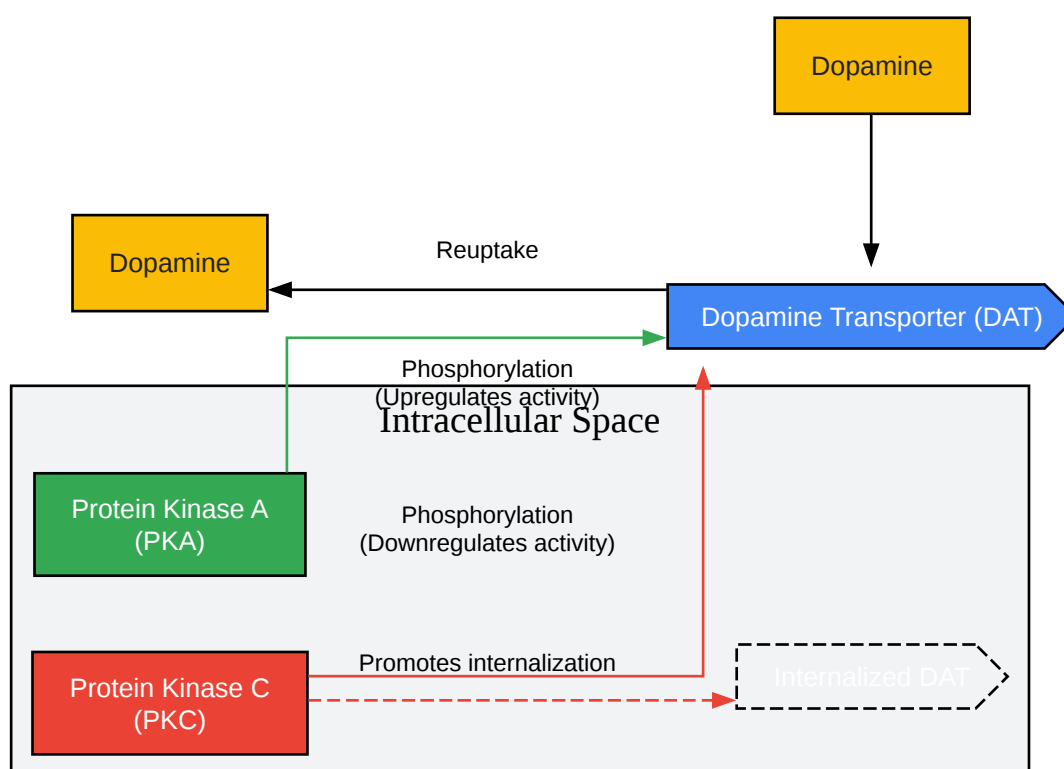 Dopamine
Dopamine
Reuptake
Dopamine Transporter (DAT)
Phosphorylation
(Upregulates activity)
Intracellular Space
Protein Kinase A
(PKA)
Phosphorylation
(Downregulates activity)
Promotes internalization
Internalized DAT
Protein Kinase C
(PKC)